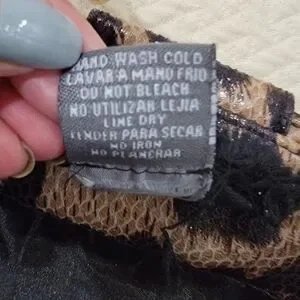 HAND WASH COLD
LAVAR A MANO FRIO
DO NOT BLEACH
NO UTILIZAR LEJIA
LINE DRY
TENDER PARA SECAR
NO IRON
NO PLANCHAR